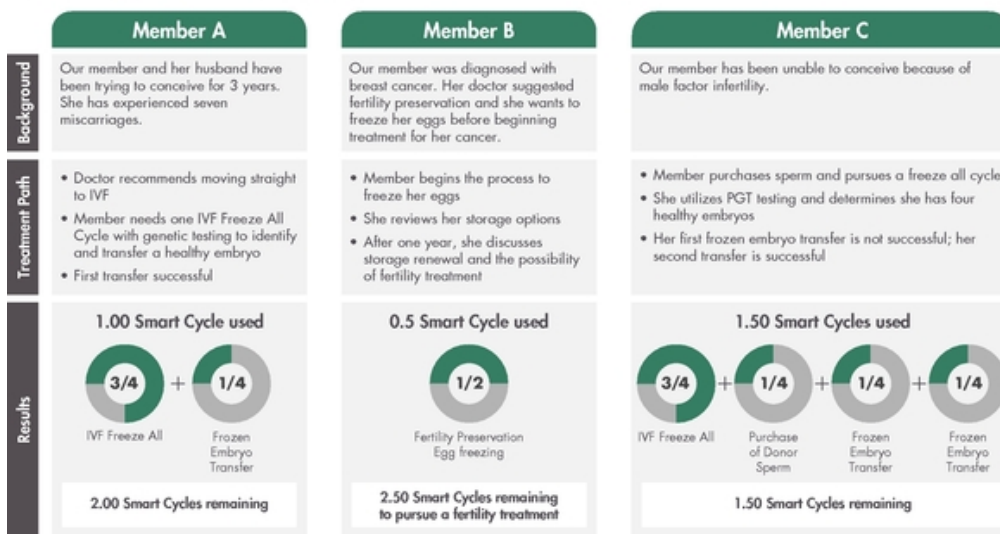 Member A
Member B
Member C
Background
Our member and her husband have
been trying to conceive for 3 years.
She has experienced seven
miscarriages.
Our member was diagnosed with
breast cancer. Her doctor suggested
fertility preservation and she wants to
freeze her eggs before beginning
treatment for her cancer.
Our member has been unable to conceive because of
male factor infertility.
Treatment Path
• Doctor recommends moving straight
to IVF
• Member needs one IVF Freeze All
Cycle with genetic testing to identify
and transfer a healthy embryo
• First transfer successful
• Member begins the process to
freeze her eggs
• She reviews her storage options
• After one year, she discusses
storage renewal and the possibility
of fertility treatment
• Member purchases sperm and pursues a freeze all cycle
• She utilizes PGT testing and determines she has four
healthy embryos
• Her first frozen embryo transfer is not successful; her
second transfer is successful
Results
1.00 Smart Cycle used
3/4 + 1/4
IVF Freeze All
Frozen
Embryo
Transfer
2.00 Smart Cycles remaining
0.5 Smart Cycle used
1/2
Fertility Preservation
Egg freezing
2.50 Smart Cycles remaining
to pursue a fertility treatment
1.50 Smart Cycles used
3/4 + 1/4 + 1/4 + 1/4
IVF Freeze All
Purchase
of Donor
Sperm
Frozen
Embryo
Transfer
Frozen
Embryo
Transfer
1.50 Smart Cycles remaining